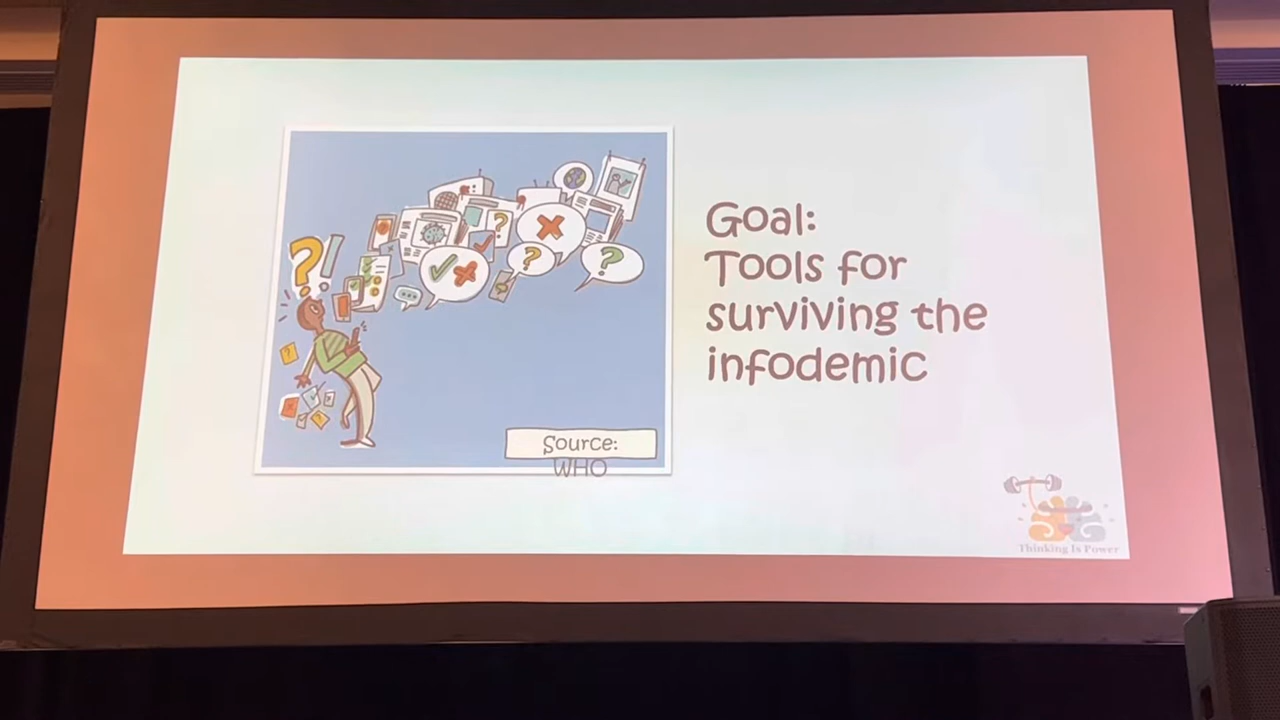 Goal:
Tools for
surviving the
infodemic
Source:
WHO
Thinking Is Power